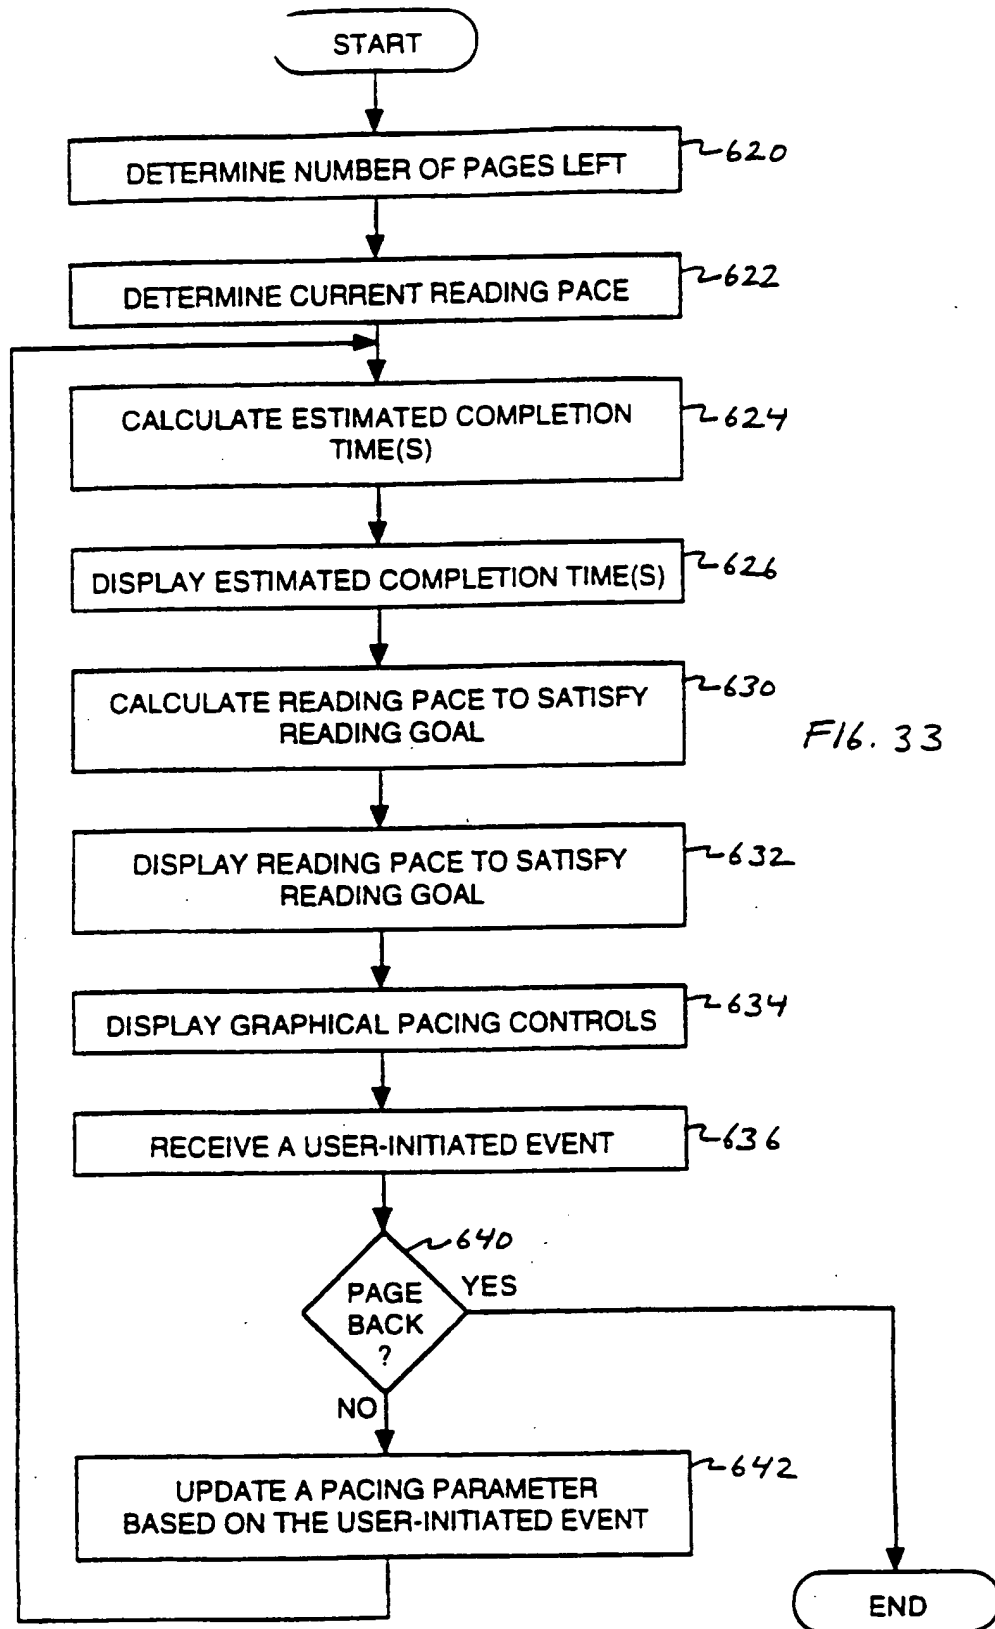 START
DETERMINE NUMBER OF PAGES LEFT
620
DETERMINE CURRENT READING PACE
622
CALCULATE ESTIMATED COMPLETION
TIME(S)
624
DISPLAY ESTIMATED COMPLETION TIME(S)
626
CALCULATE READING PACE TO SATISFY
READING GOAL
630
FIG. 33
DISPLAY READING PACE TO SATISFY
READING GOAL
632
DISPLAY GRAPHICAL PACING CONTROLS
634
RECEIVE A USER-INITIATED EVENT
636
640
PAGE
BACK
?
YES
NO
UPDATE A PACING PARAMETER
BASED ON THE USER-INITIATED EVENT
642
END